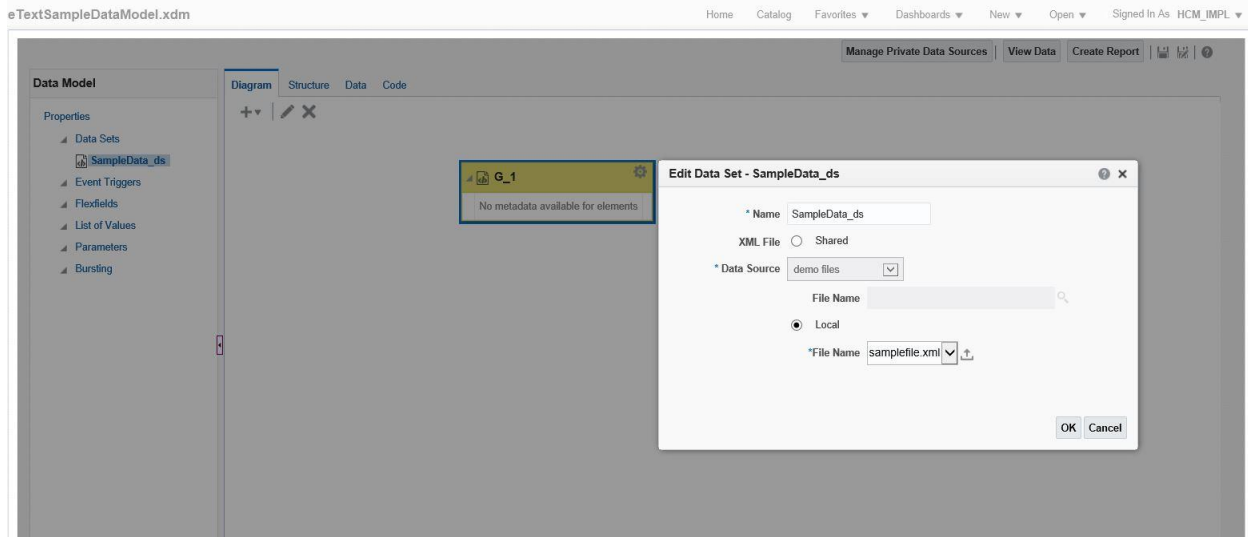 eTextSampleDataModel.xdm
Home Catalog Favorites Dashboards New Open Signed In As HCM_IMPL
Manage Private Data Sources View Data Create Report
Data Model
Diagram Structure Data Code
Properties
Data Sets
SampleData_ds
Event Triggers
Flexfields
List of Values
Parameters
Bursting
G_1
No metadata available for elements
Edit Data Set - SampleData_ds
* Name SampleData_ds
XML File Shared
* Data Source demo files
File Name
Local
*File Name samplefile.xml
OK Cancel